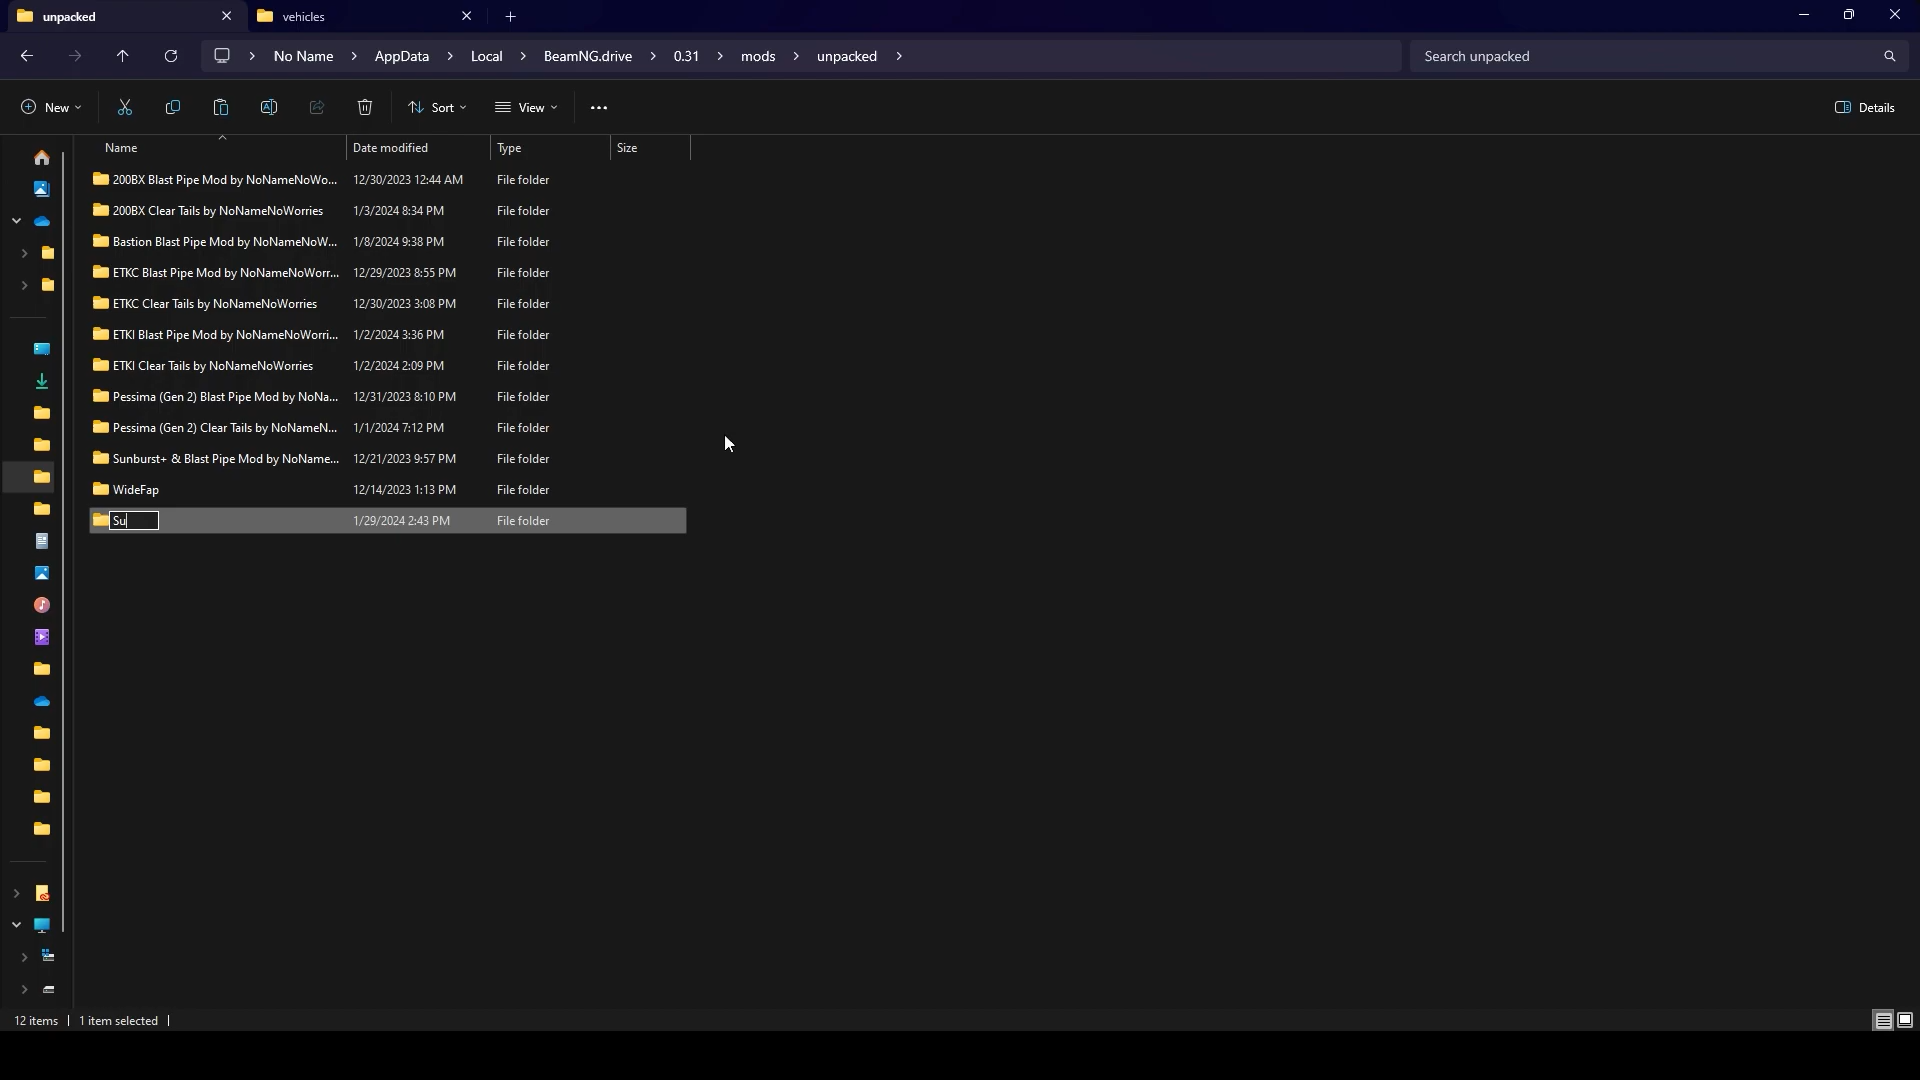 unpacked
vehicles
No Name > AppData > Local > BeamNG.drive > 0.31 > mods > unpacked >
Search unpacked
New
Sort
View
Details
Name Date modified Type Size
200BX Blast Pipe Mod by NoNameNoWo... 12/30/2023 12:44 AM File folder
200BX Clear Tails by NoNameNoWorries 1/3/2024 8:34 PM File folder
Bastion Blast Pipe Mod by NoNameNoW... 1/8/2024 9:38 PM File folder
ETKC Blast Pipe Mod by NoNameNoWorr... 12/29/2023 8:55 PM File folder
ETKC Clear Tails by NoNameNoWorries 12/30/2023 3:08 PM File folder
ETKI Blast Pipe Mod by NoNameNoWorri... 1/2/2024 3:36 PM File folder
ETKI Clear Tails by NoNameNoWorries 1/2/2024 2:09 PM File folder
Pessima (Gen 2) Blast Pipe Mod by NoNa... 12/31/2023 8:10 PM File folder
Pessima (Gen 2) Clear Tails by NoNameN... 1/1/2024 7:12 PM File folder
Sunburst+ & Blast Pipe Mod by NoName... 12/21/2023 9:57 PM File folder
WideFap 12/14/2023 1:13 PM File folder
Su 1/29/2024 2:43 PM File folder
12 items | 1 item selected |